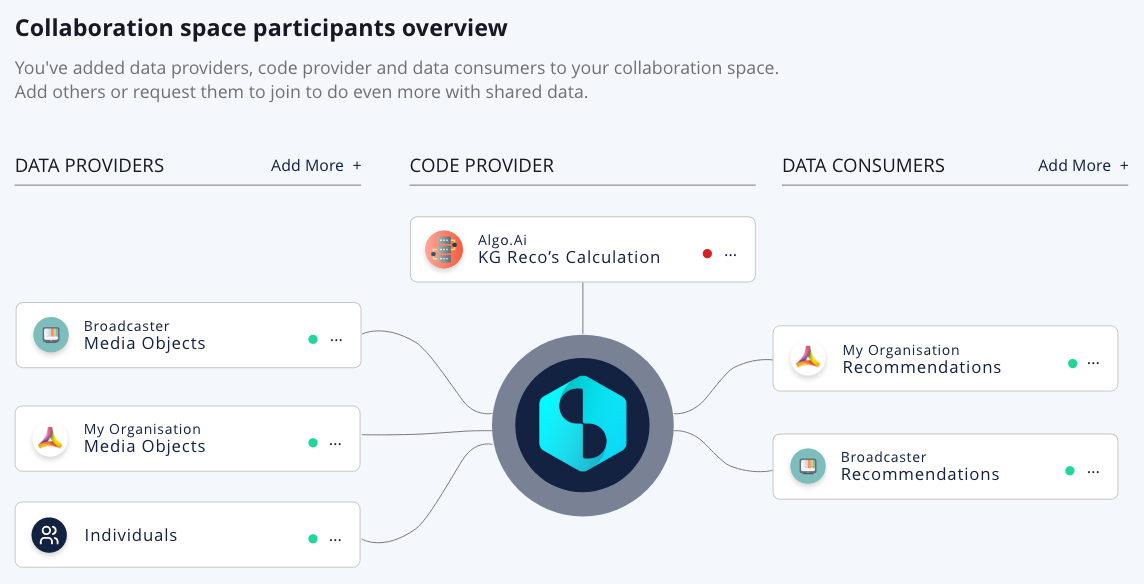 Collaboration space participants overview
You've added data providers, code provider and data consumers to your collaboration space.
Add others or request them to join to do even more with shared data.
DATA PROVIDERS
Add More +
CODE PROVIDER
DATA CONSUMERS
Add More +
Algo.Ai
KG Reco’s Calculation
...
Broadcaster
Media Objects
...
My Organisation
Media Objects
...
Individuals
...
My Organisation
Recommendations
...
Broadcaster
Recommendations
...